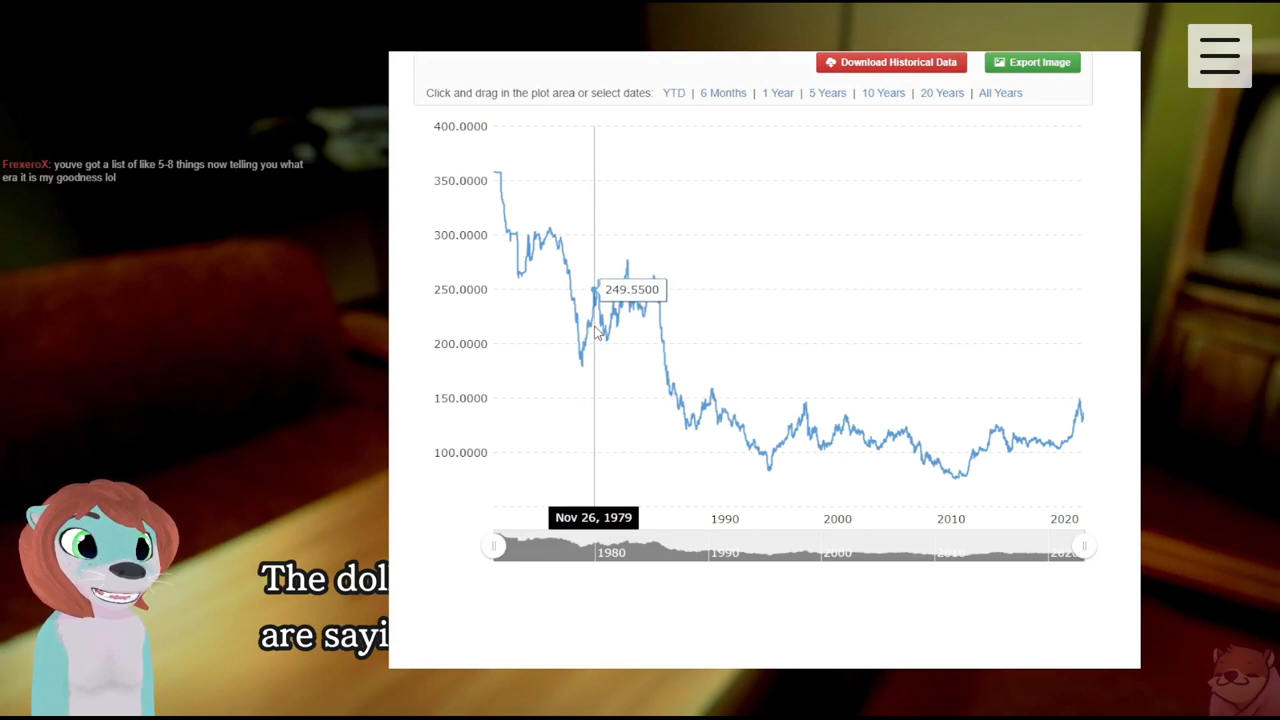 Download Historical Data Export Image
Click and drag in the plot area or select dates: YTD | 6 Months | 1 Year | 5 Years | 10 Years | 20 Years | All Years
400.0000
FrexeroX: youve got a list of like 5-8 things now telling you what
era it is my goodness lol
350.0000
300.0000
250.0000
249.5500
200.0000
150.0000
100.0000
Nov 26, 1979 1990 2000 2010 2020
1980 1990 2000 2010
The dol
are sayi